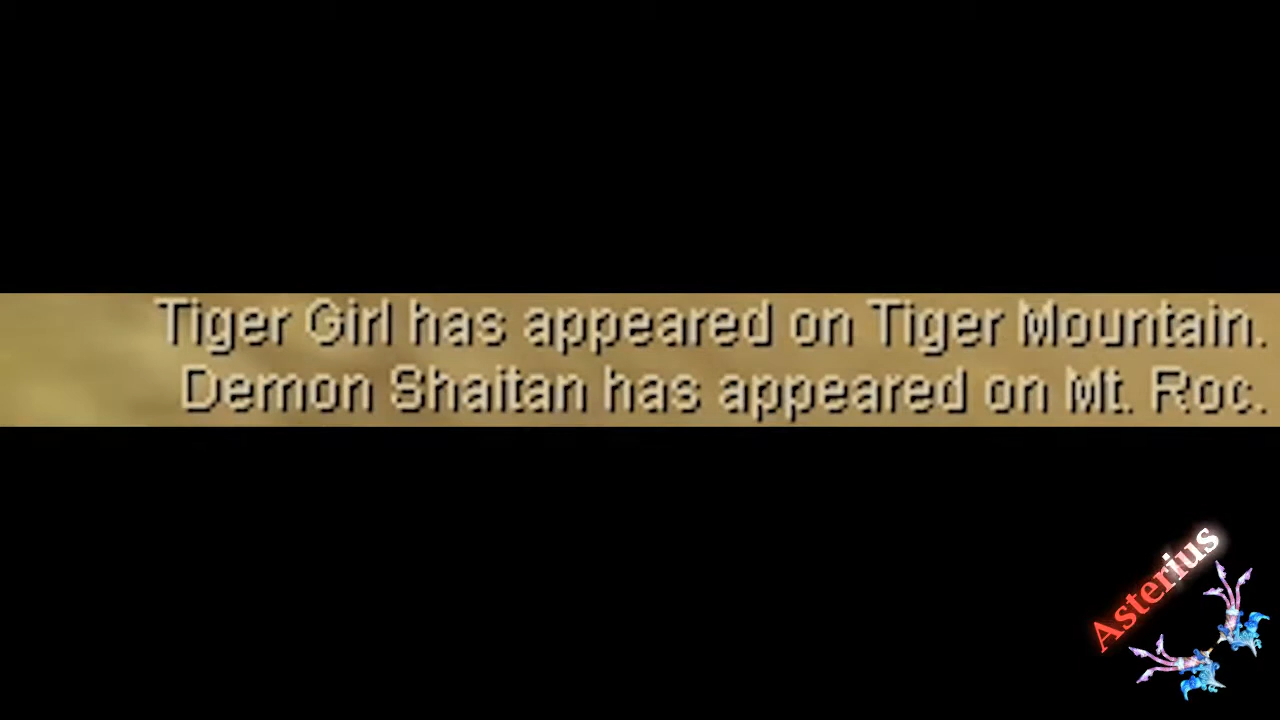 Tiger Girl has appeared on Tiger Mountain.
Demon Shaitan has appeared on Mt. Roc.
Asterius